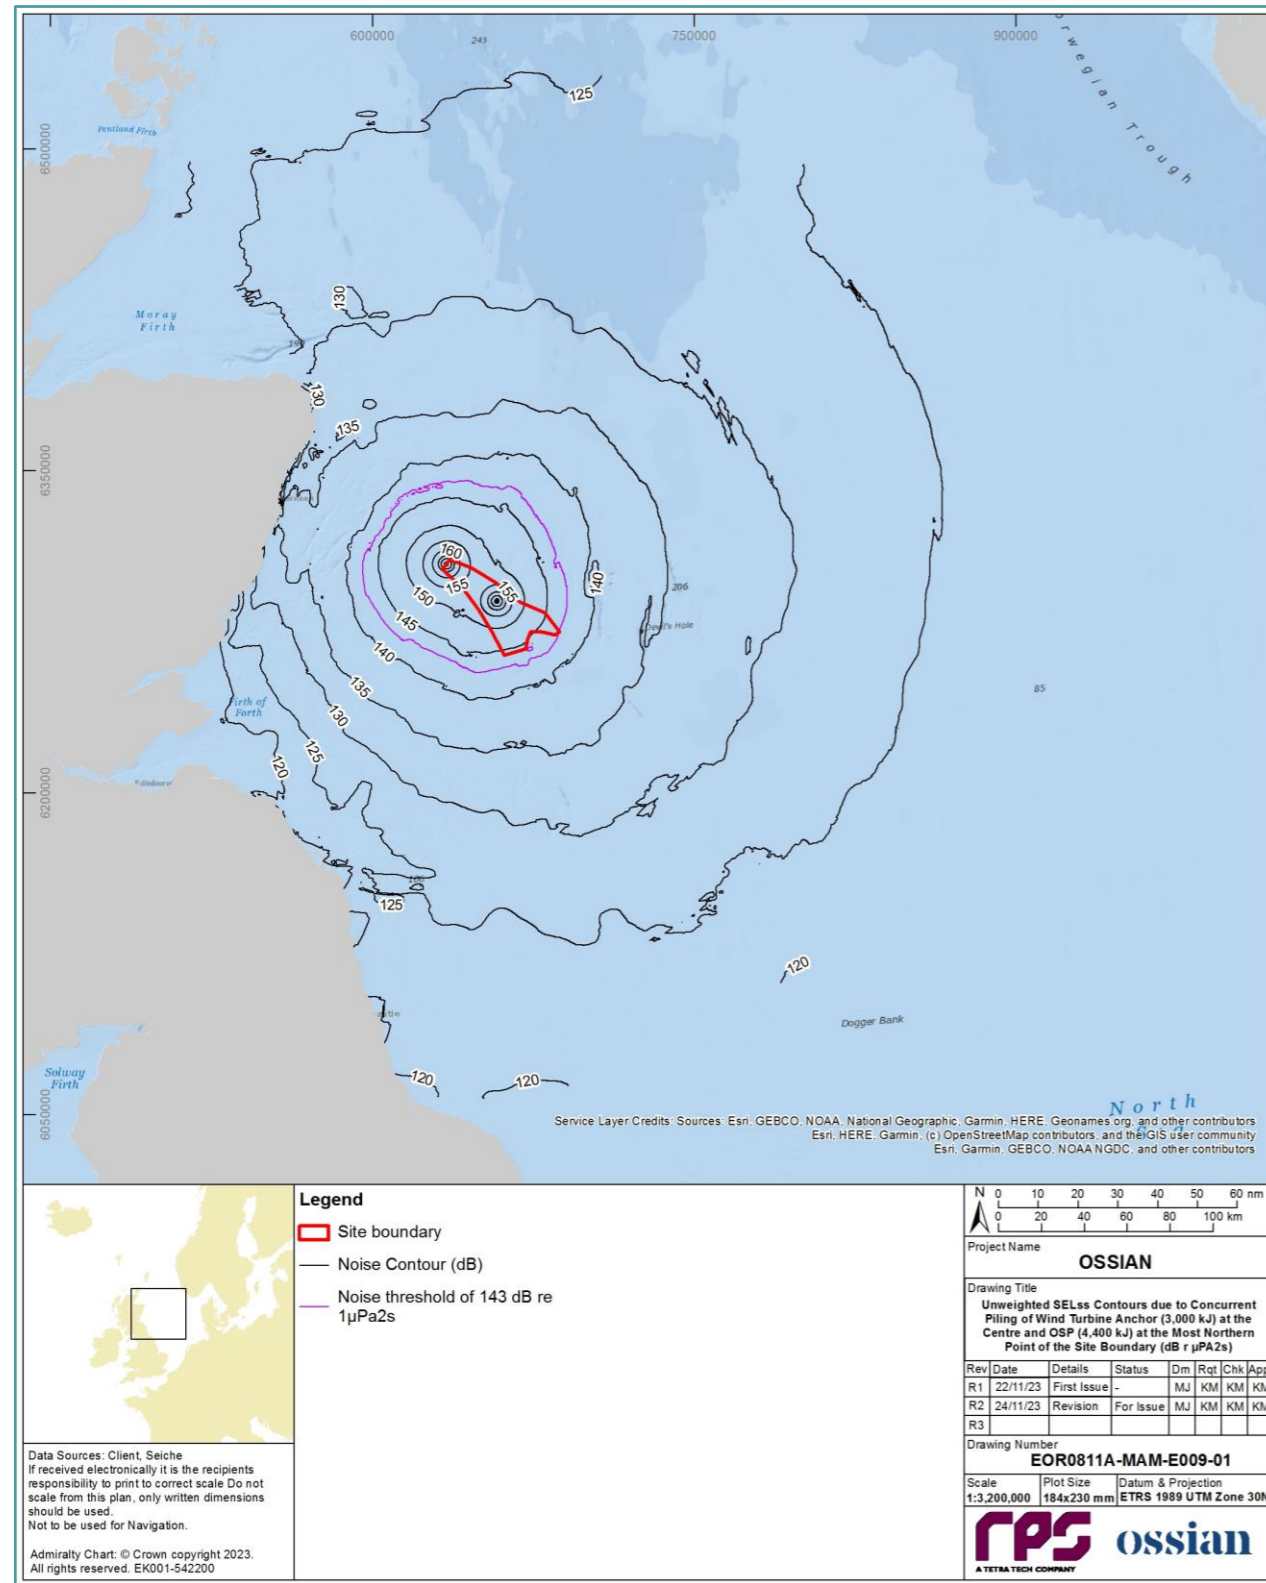 600000
750000
900000
243
Norwegian Trough
125
Pentland Firth
6500000
130
Moray
Firth
190
130
135
6350000
160
155
155
150
140
206
145
Devil's Hole
140
135
85
Firth of
Forth
130
125
120
6200000
125
120
Dogger Bank
Solway
Firth
120
120
6050000
North
Service Layer Credits: Sources: Esri, GEBCO, NOAA, National Geographic, Garmin, HERE, Geonames.org, and other contributors
Esri, HERE, Garmin, (c) OpenStreetMap contributors, and the GIS user community
Esri, Garmin, GEBCO, NOAA NGDC, and other contributors
Legend
Site boundary
Noise Contour (dB)
Noise threshold of 143 dB re
1µPa2s
Data Sources: Client, Seiche
If received electronically it is the recipients
responsibility to print to correct scale Do not
scale from this plan, only written dimensions
should be used.
Not to be used for Navigation.
Admiralty Chart: © Crown copyright 2023.
All rights reserved. EK001-542200
N 0 10 20 30 40 50 60 nm
0 20 40 60 80 100 km
Project Name
OSSIAN
Drawing Title
Unweighted SELss Contours due to Concurrent
Piling of Wind Turbine Anchor (3,000 kJ) at the
Centre and OSP (4,400 kJ) at the Most Northern
Point of the Site Boundary (dB r µPA2s)
Rev Date Details Status Dm Rqt Chk App
R1 22/11/23 First Issue - MJ KM KM KM
R2 24/11/23 Revision For Issue MJ KM KM KM
R3
Drawing Number
EOR0811A-MAM-E009-01
Scale Plot Size Datum & Projection
1:3,200,000 184x230 mm ETRS 1989 UTM Zone 30N
rps ossian
A TETRA TECH COMPANY